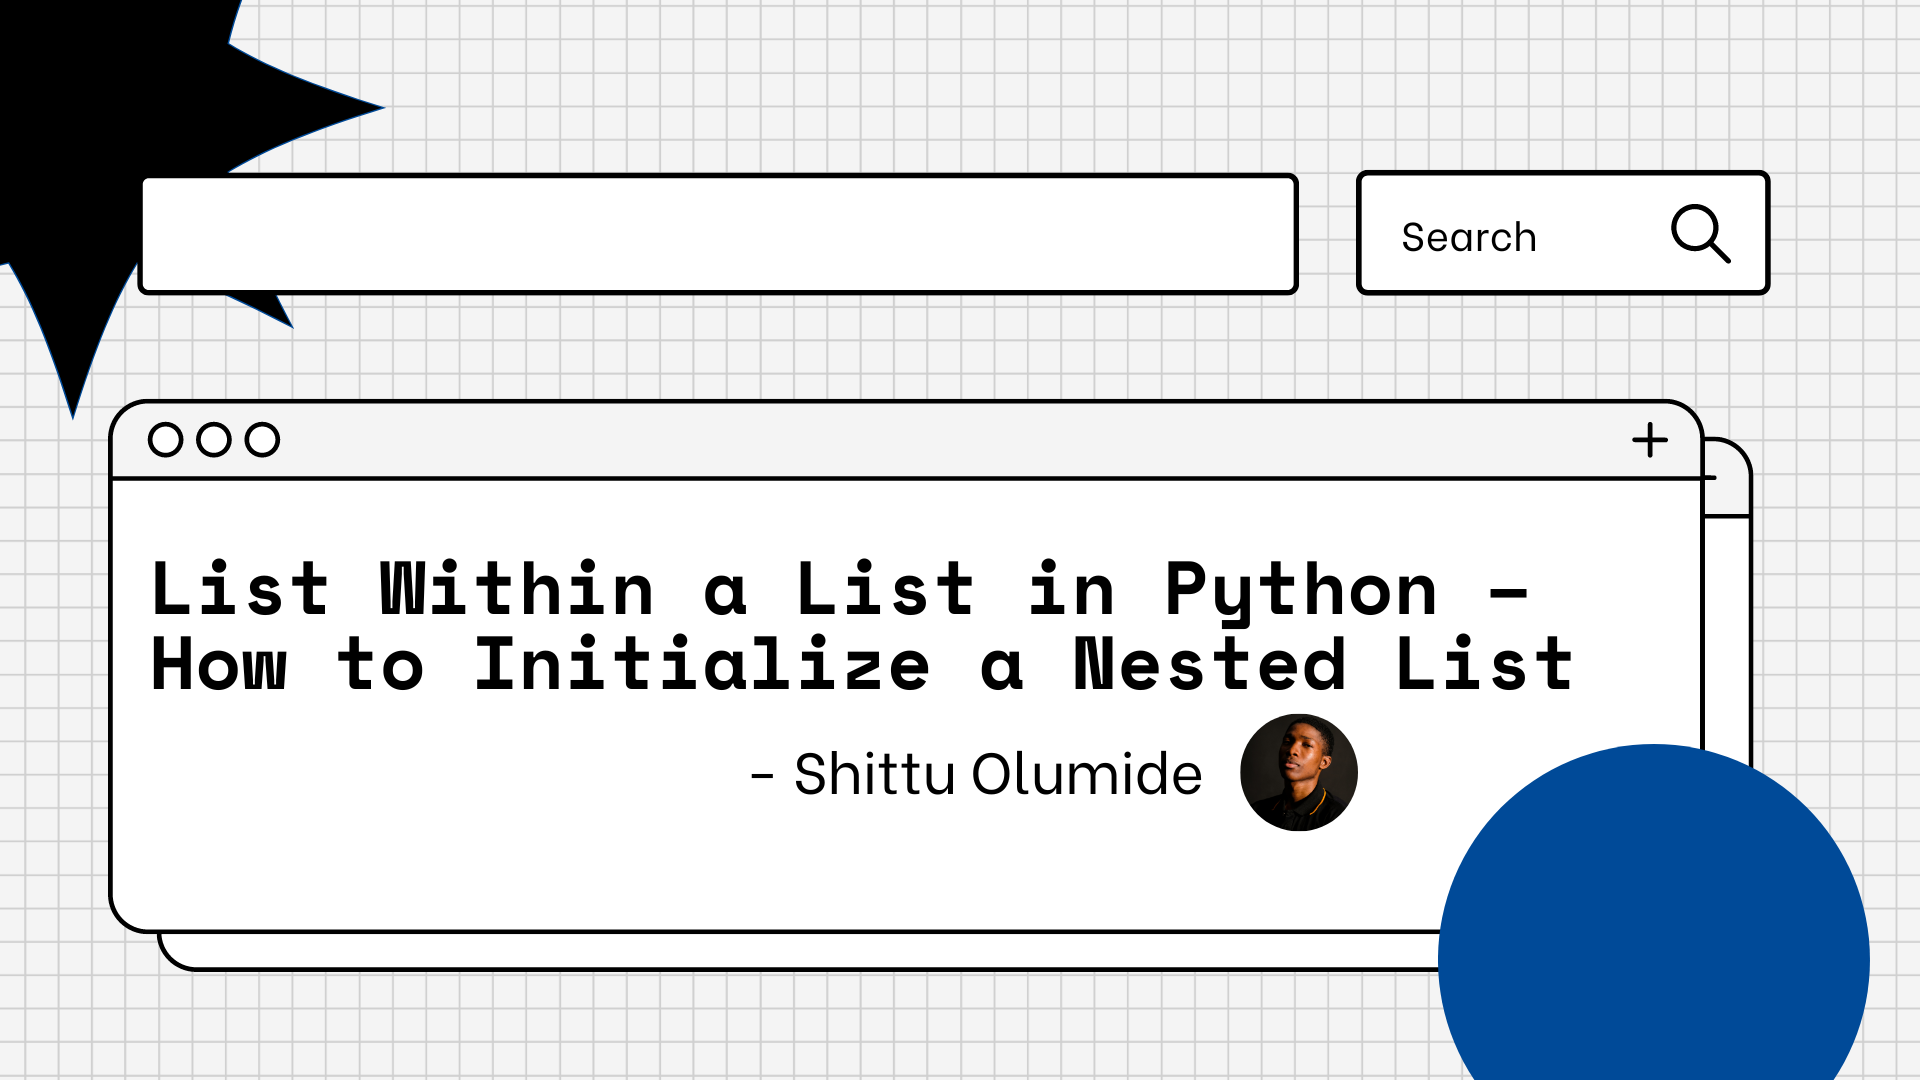 Search
List Within a List in Python –
How to Initialize a Nested List
- Shittu Olumide